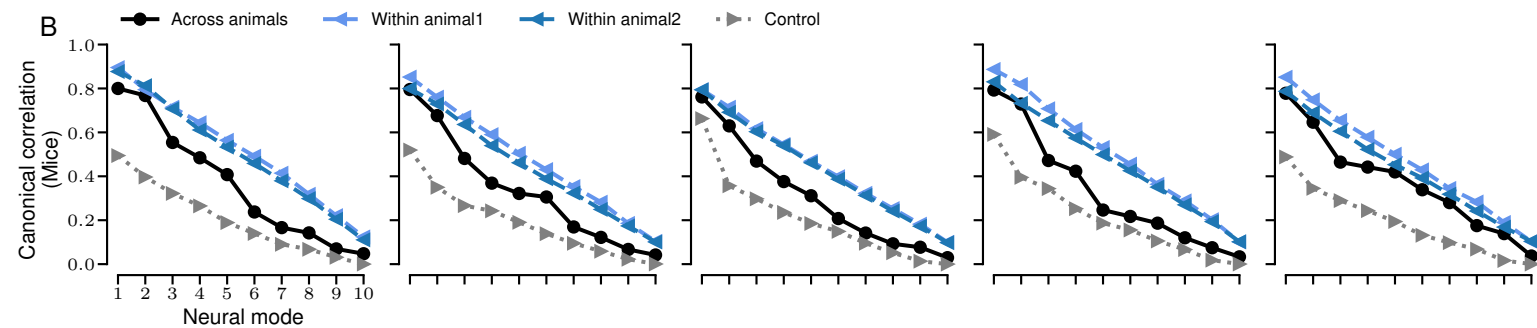 B
Across animals
Within animal1
Within animal2
Control
Canonical correlation
(Mice)
1.0
0.8
0.6
0.4
0.2
0.0
1 2 3 4 5 6 7 8 9 10
Neural mode